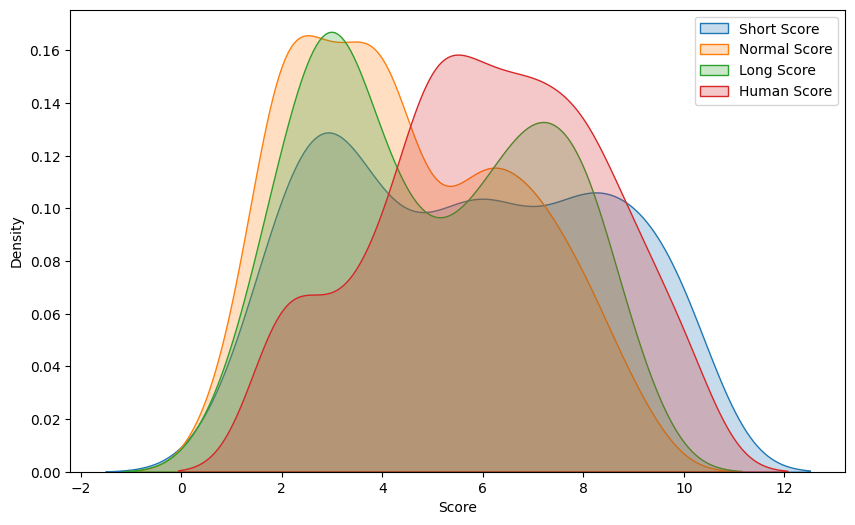 Short Score
Normal Score
Long Score
Human Score
0.16
0.14
0.12
0.10
0.08
0.06
0.04
0.02
0.00
Density
−2 0 2 4 6 8 10 12
Score